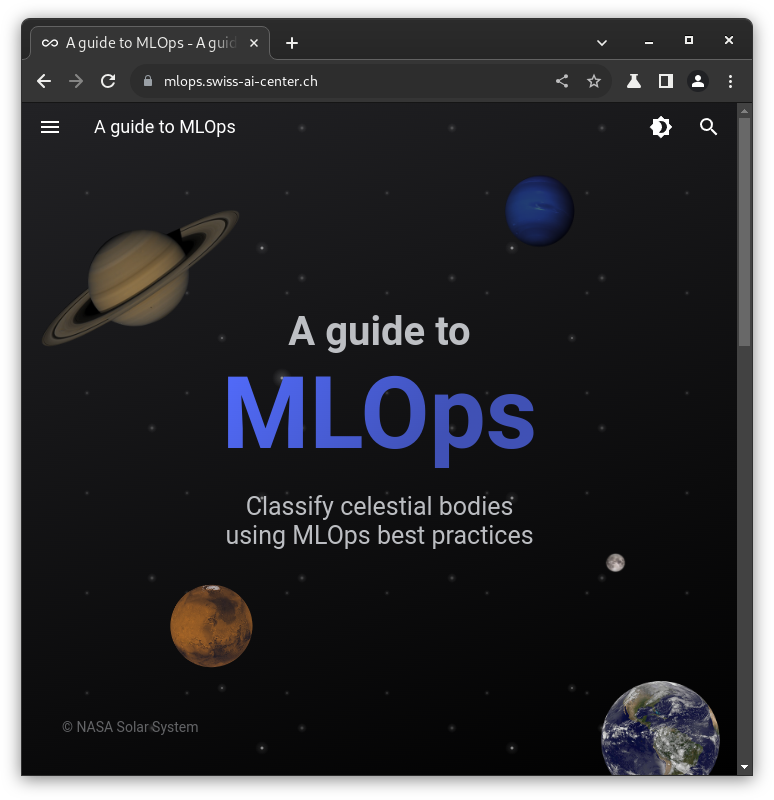 A guide to MLOps - A guid
mlops.swiss-ai-center.ch
A guide to MLOps
A guide to
MLOps
Classify celestial bodies
using MLOps best practices
© NASA Solar System